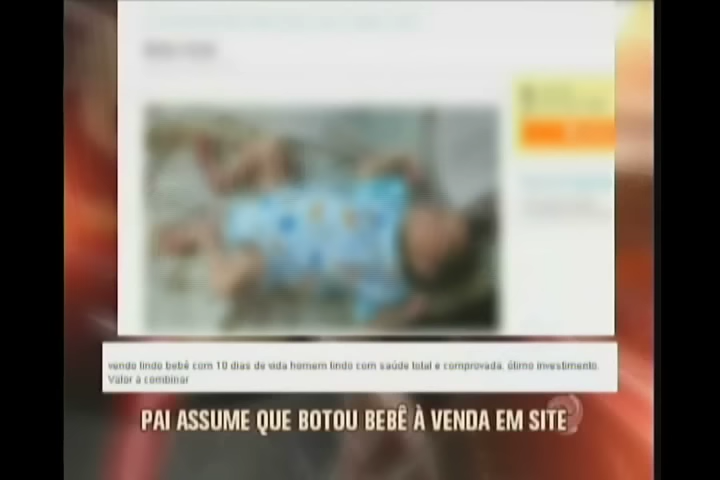 vendo lindo bebê com 10 dias de vida homem lindo com saúde total e comprovada. ótimo investimento.
Valor a combinar
PAI ASSUME QUE BOTOU BEBÊ À VENDA EM SITE